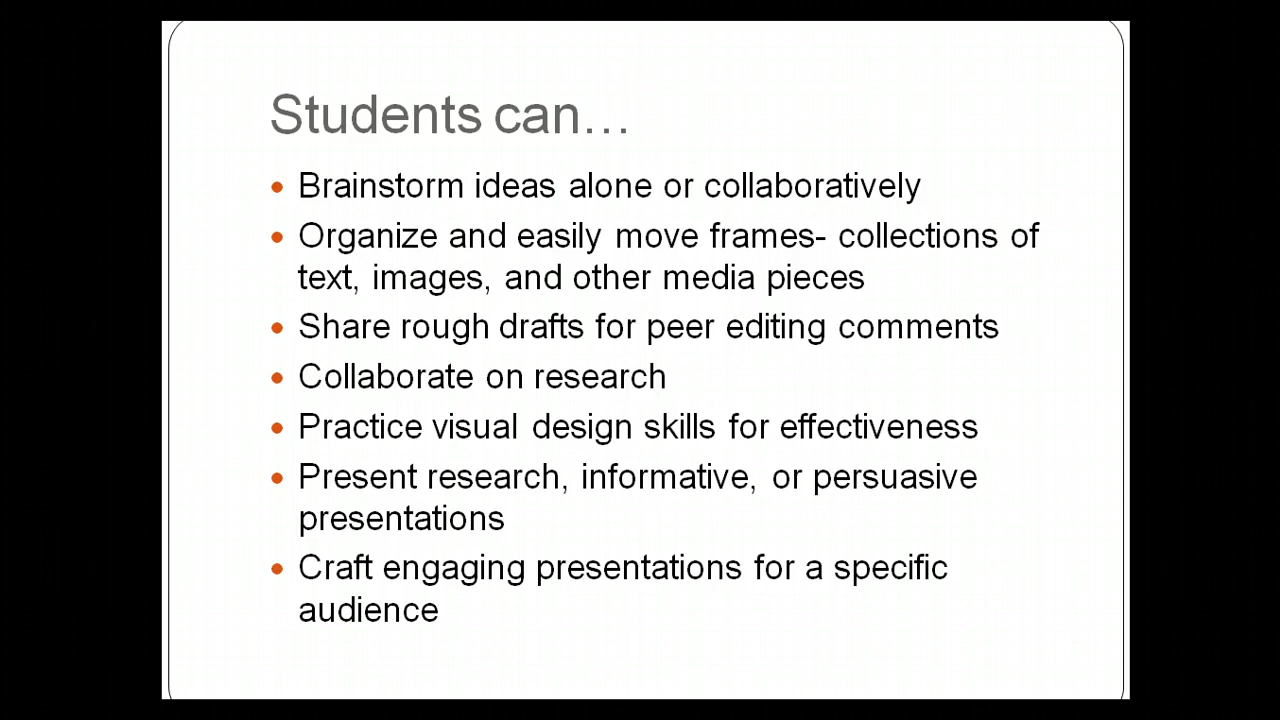 Students can…
• Brainstorm ideas alone or collaboratively
• Organize and easily move frames- collections of
text, images, and other media pieces
• Share rough drafts for peer editing comments
• Collaborate on research
• Practice visual design skills for effectiveness
• Present research, informative, or persuasive
presentations
• Craft engaging presentations for a specific
audience